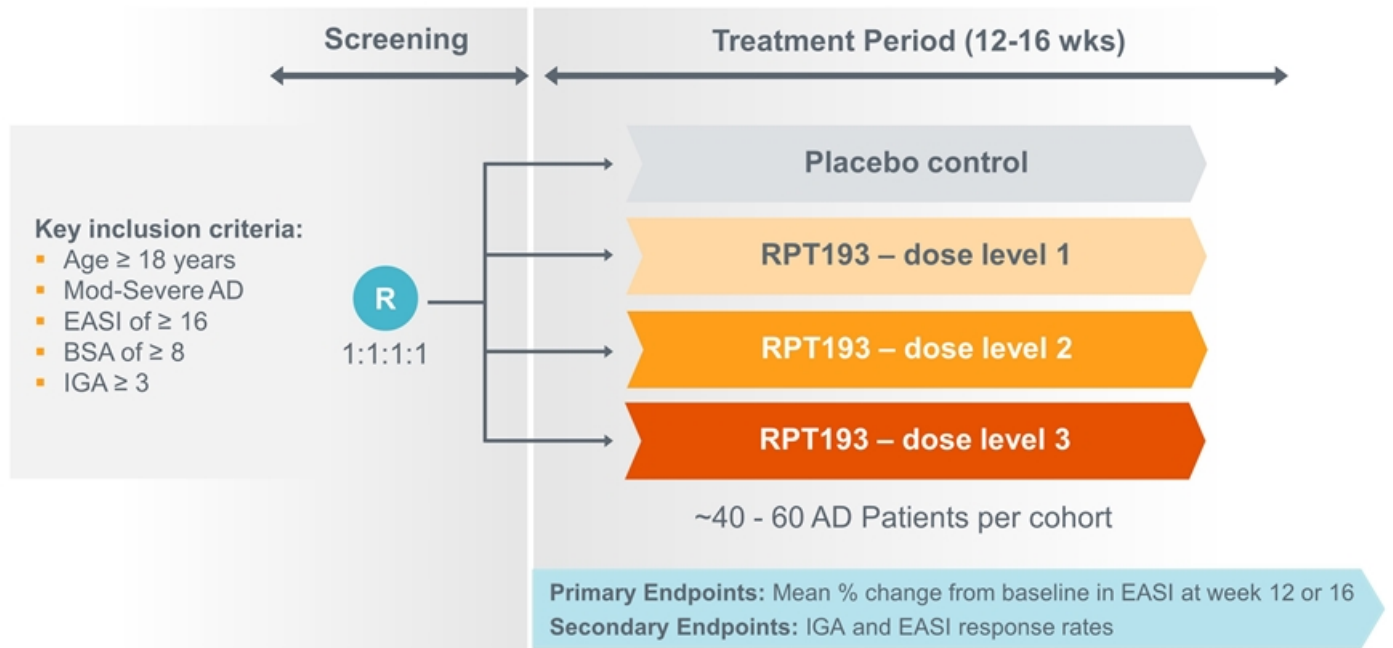 Screening
Treatment Period (12-16 wks)
Key inclusion criteria:
▪ Age ≥ 18 years
▪ Mod-Severe AD
▪ EASI of ≥ 16
▪ BSA of ≥ 8
▪ IGA ≥ 3
R
1:1:1:1
Placebo control
RPT193 – dose level 1
RPT193 – dose level 2
RPT193 – dose level 3
~40 - 60 AD Patients per cohort
Primary Endpoints: Mean % change from baseline in EASI at week 12 or 16
Secondary Endpoints: IGA and EASI response rates